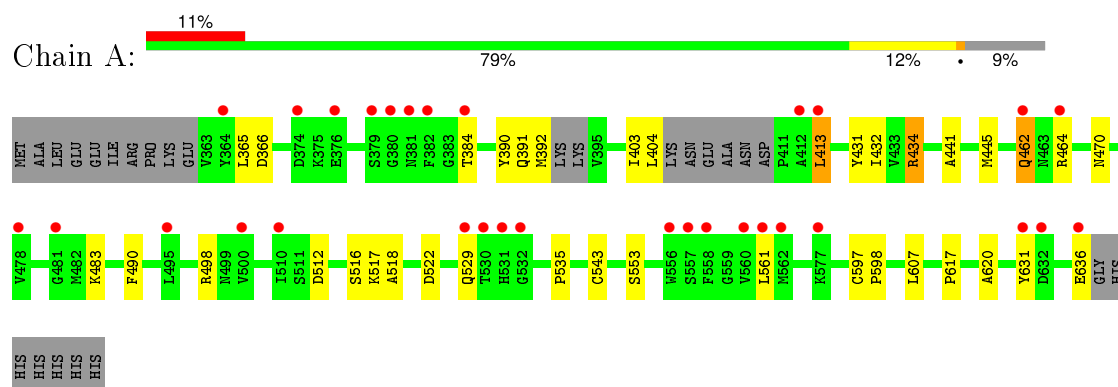 11%
Chain A:
79% 12% • 9%
MET ALA LEU GLU GLU ILE ARG PRO LYS GLU V363 Y364 L365 D366 D374 K375 E376 S379 G380 N381 F382 G383 T384 Y390 Q391 M392 LYS LYS V395 I403 L404 LYS ASN GLU ALA ASN ASP P411 A412 L413 Y431 I432 V433 R434 A441 M445 Q462 N463 R464 N470
V478 G481 M482 K483 F490 L495 R498 N499 V500 I510 S511 D512 S516 K517 A518 D522 Q529 T530 H531 G532 P535 C543 S553 W556 S557 F558 G559 V560 L561 M562 K577 C597 P598 L607 P617 A620 Y631 D632 E636 GLY HIS
HIS HIS HIS HIS HIS